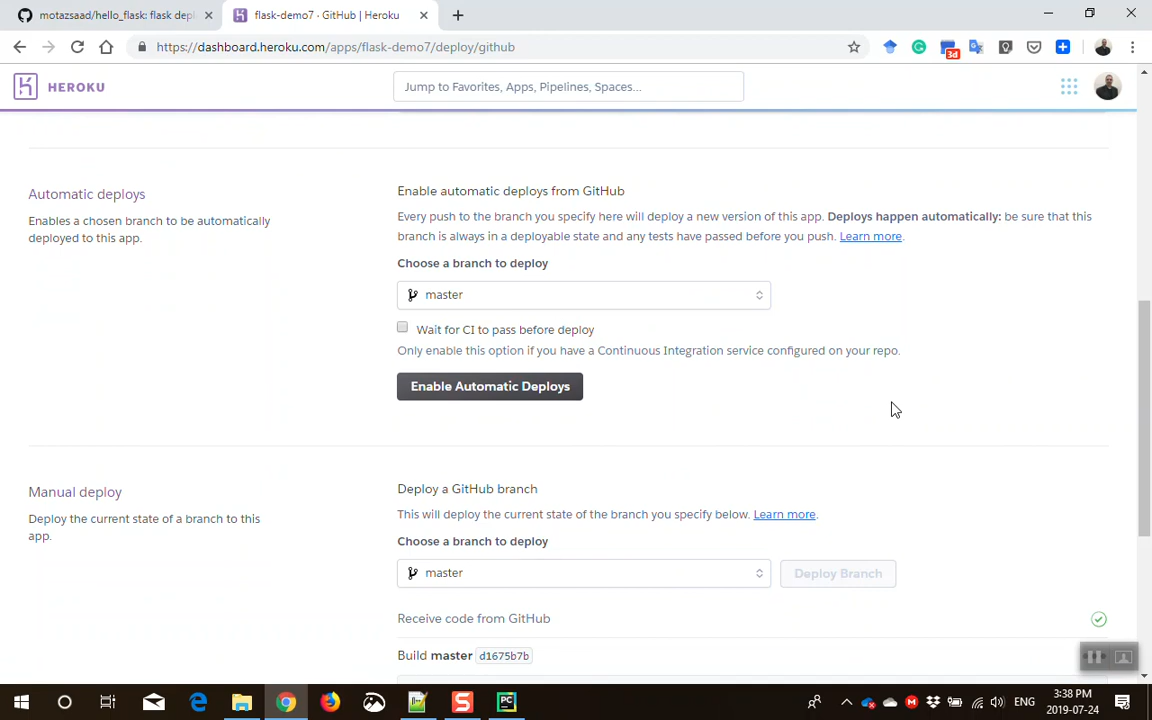 motazsaad/hello_flask: flask depl
flask-demo7 · GitHub | Heroku
https://dashboard.heroku.com/apps/flask-demo7/deploy/github
3d
HEROKU
Jump to Favorites, Apps, Pipelines, Spaces...
Automatic deploys
Enables a chosen branch to be automatically
deployed to this app.
Enable automatic deploys from GitHub
Every push to the branch you specify here will deploy a new version of this app. Deploys happen automatically: be sure that this
branch is always in a deployable state and any tests have passed before you push. Learn more.
Choose a branch to deploy
master
Wait for CI to pass before deploy
Only enable this option if you have a Continuous Integration service configured on your repo.
Enable Automatic Deploys
Manual deploy
Deploy the current state of a branch to this
app.
Deploy a GitHub branch
This will deploy the current state of the branch you specify below. Learn more.
Choose a branch to deploy
master
Deploy Branch
Receive code from GitHub
Build master d1675b7b
ENG
3:38 PM
2019-07-24